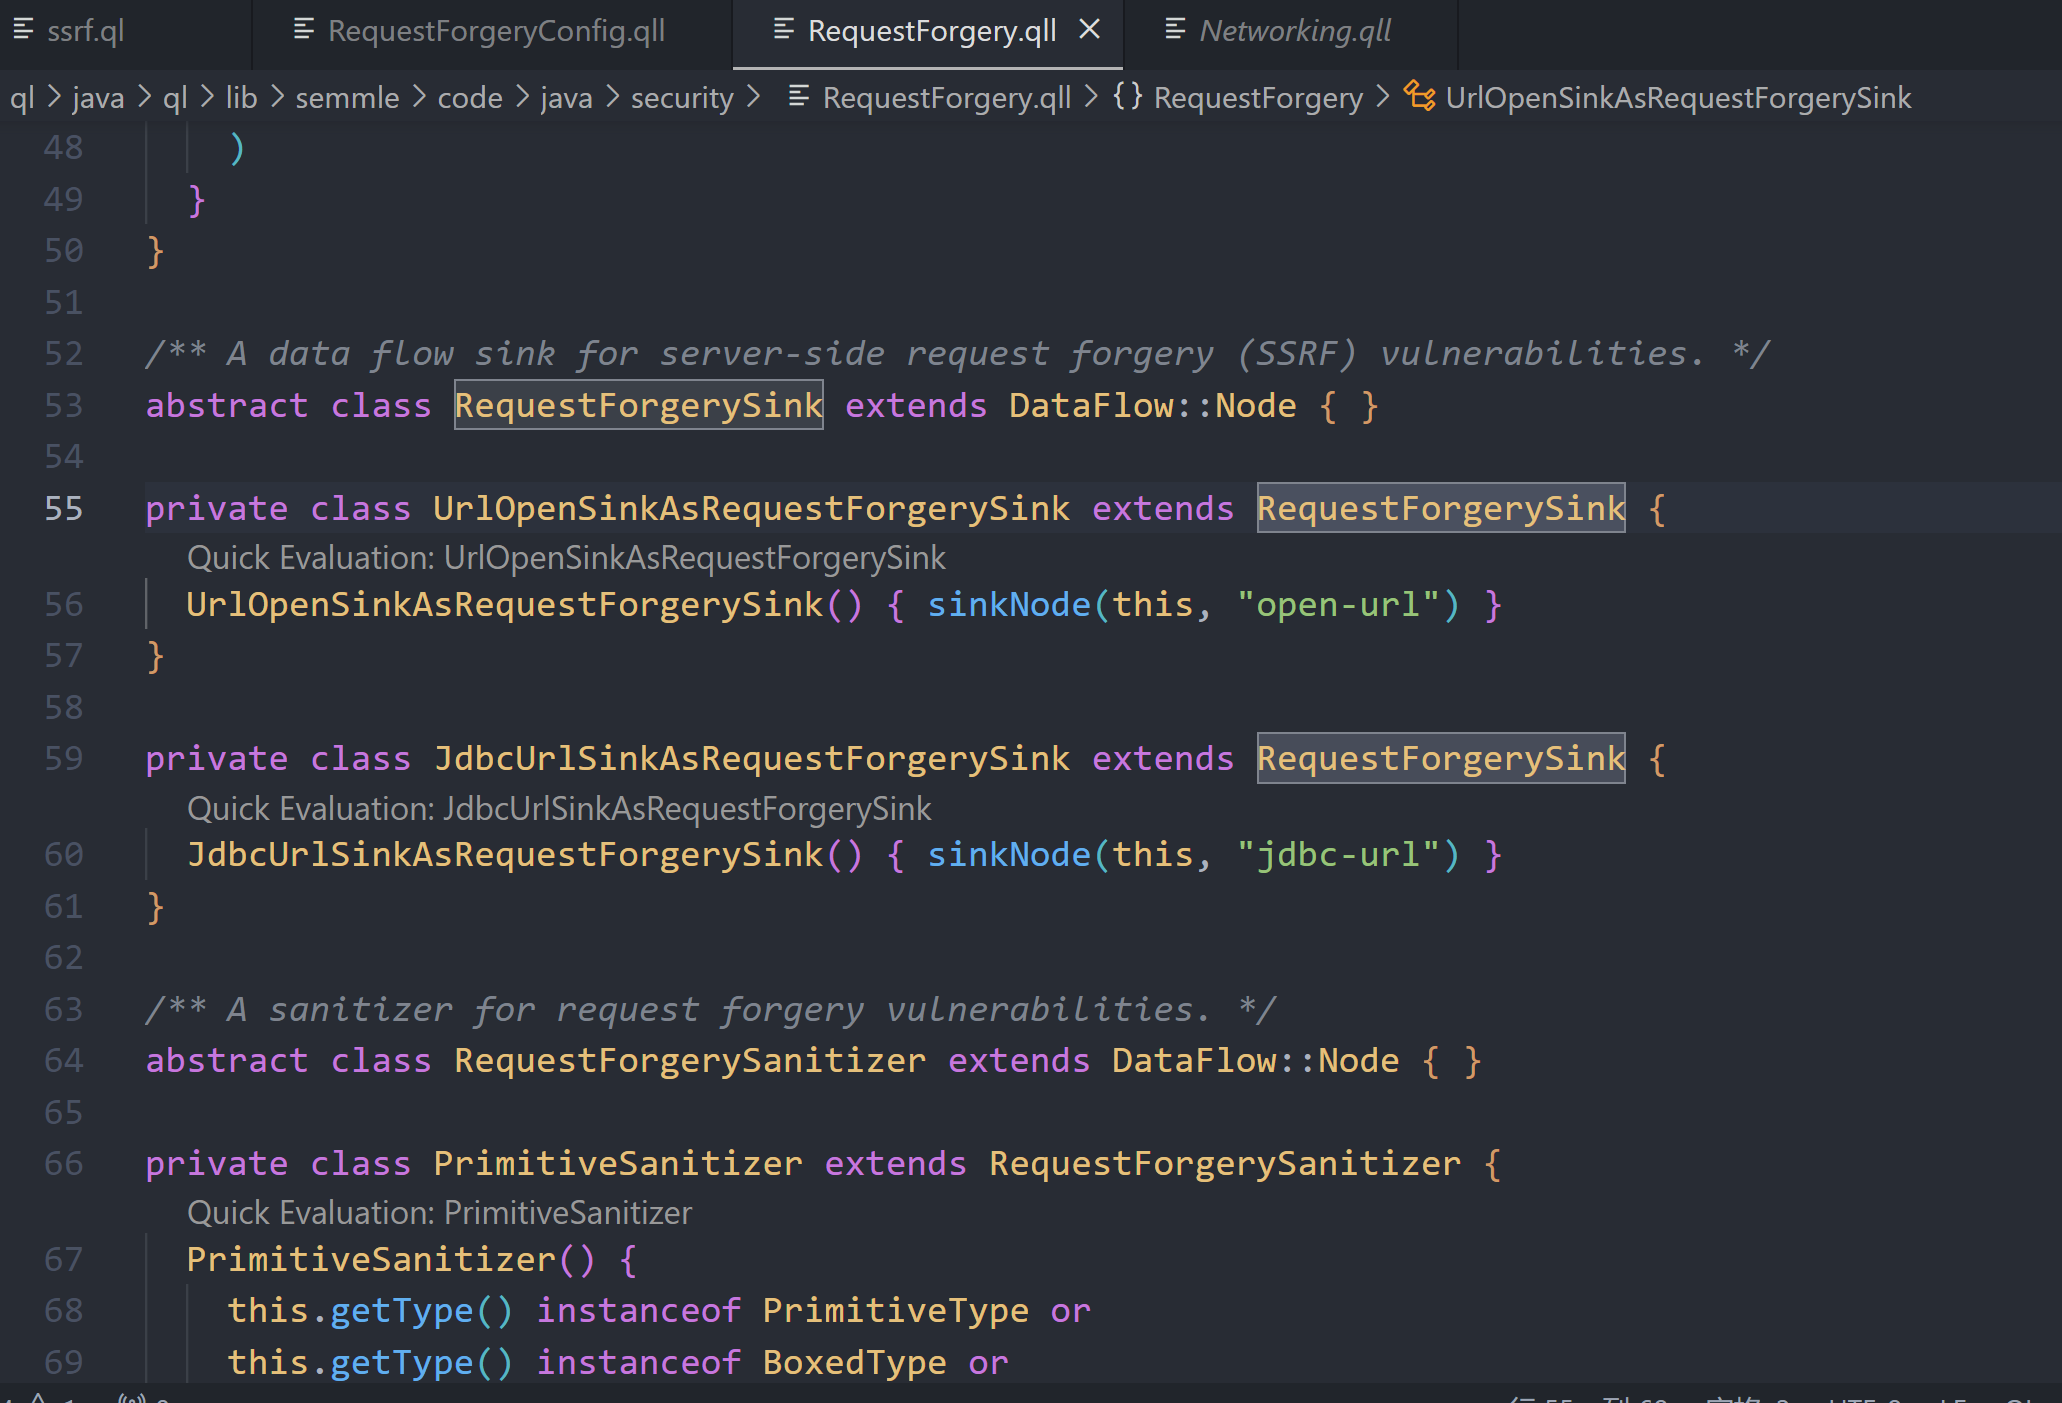 ssrf.ql RequestForgeryConfig.qll RequestForgery.qll Networking.qll
ql > java > ql > lib > semmle > code > java > security > RequestForgery.qll > {} RequestForgery > UrlOpenSinkAsRequestForgerySink
48 )
49 }
50 }
51
52 /** A data flow sink for server-side request forgery (SSRF) vulnerabilities. */
53 abstract class RequestForgerySink extends DataFlow::Node { }
54
55 private class UrlOpenSinkAsRequestForgerySink extends RequestForgerySink {
Quick Evaluation: UrlOpenSinkAsRequestForgerySink
56 UrlOpenSinkAsRequestForgerySink() { sinkNode(this, "open-url") }
57 }
58
59 private class JdbcUrlSinkAsRequestForgerySink extends RequestForgerySink {
Quick Evaluation: JdbcUrlSinkAsRequestForgerySink
60 JdbcUrlSinkAsRequestForgerySink() { sinkNode(this, "jdbc-url") }
61 }
62
63 /** A sanitizer for request forgery vulnerabilities. */
64 abstract class RequestForgerySanitizer extends DataFlow::Node { }
65
66 private class PrimitiveSanitizer extends RequestForgerySanitizer {
Quick Evaluation: PrimitiveSanitizer
67 PrimitiveSanitizer() {
68 this.getType() instanceof PrimitiveType or
69 this.getType() instanceof BoxedType or